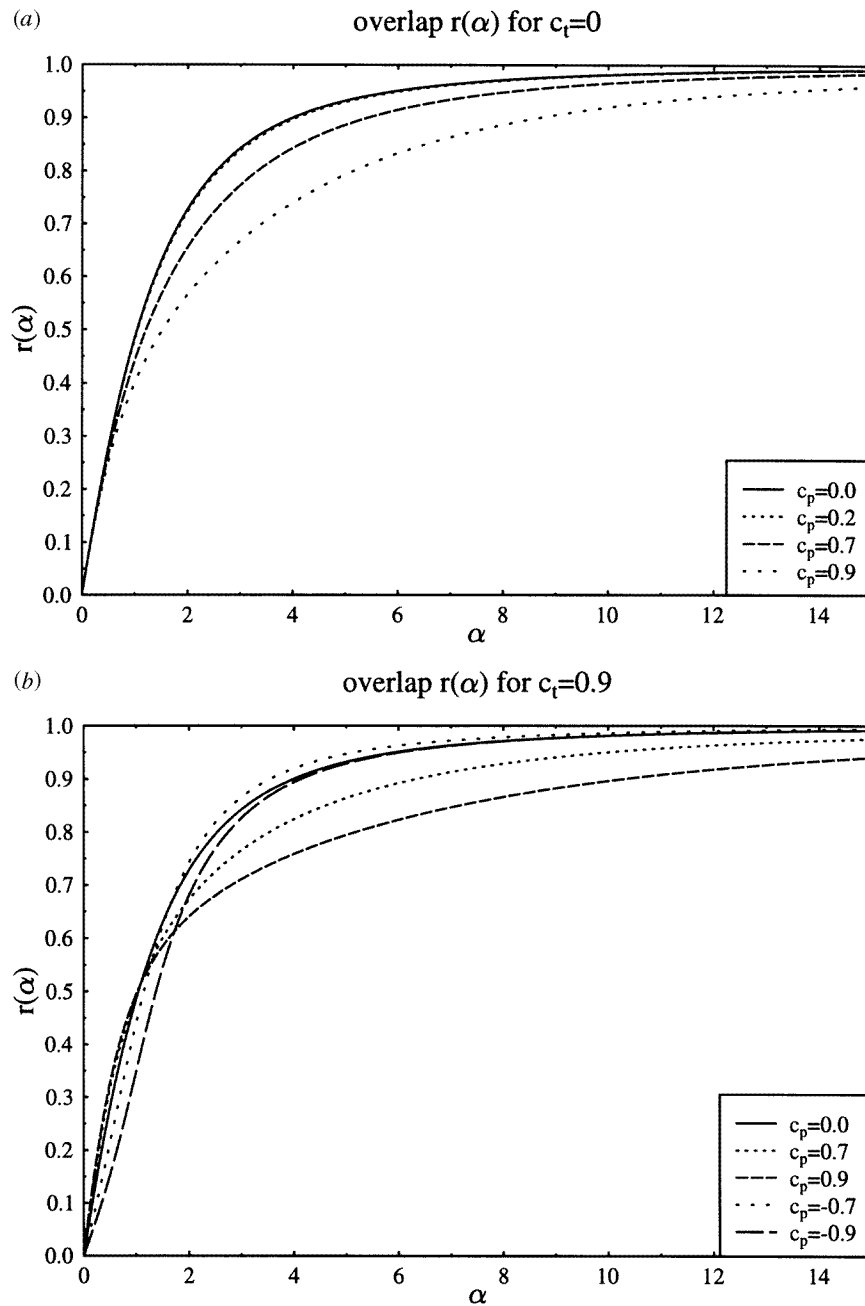 (a)
overlap r(α) for c_t=0
1.0
0.9
0.8
0.7
0.6
0.5
0.4
0.3
0.2
0.1
0.0
r(α)
c_p=0.0
c_p=0.2
c_p=0.7
c_p=0.9
0 2 4 6 8 10 12 14
α
(b)
overlap r(α) for c_t=0.9
1.0
0.9
0.8
0.7
0.6
0.5
0.4
0.3
0.2
0.1
0.0
r(α)
c_p=0.0
c_p=0.7
c_p=0.9
c_p=-0.7
c_p=-0.9
0 2 4 6 8 10 12 14
α